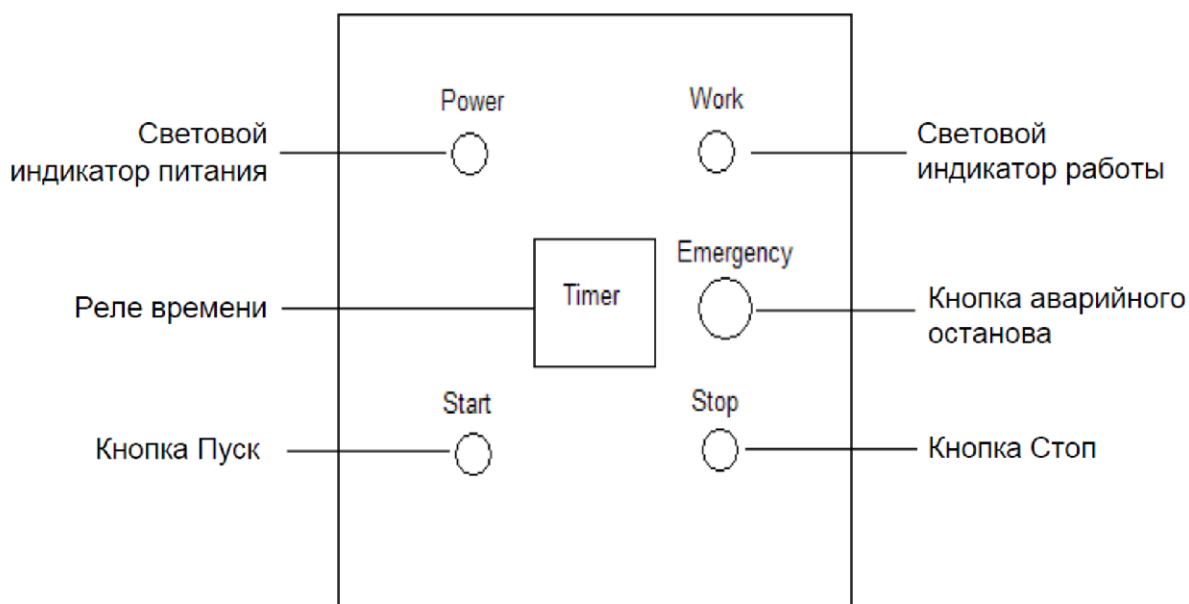 Power
Work
Световой
индикатор питания
Световой
индикатор работы
Emergency
Timer
Реле времени
Кнопка аварийного
останова
Start
Stop
Кнопка Пуск
Кнопка Стоп